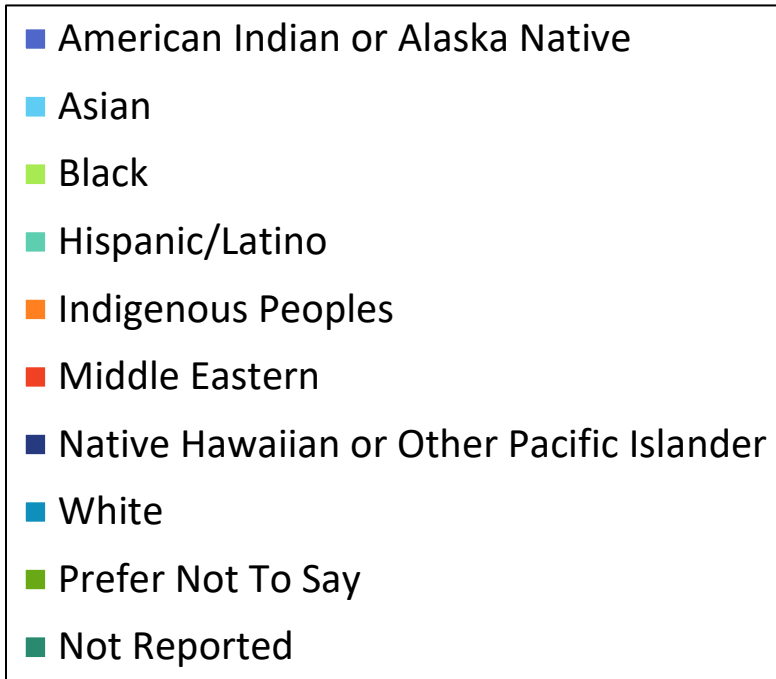 American Indian or Alaska Native
Asian
Black
Hispanic/Latino
Indigenous Peoples
Middle Eastern
Native Hawaiian or Other Pacific Islander
White
Prefer Not To Say
Not Reported